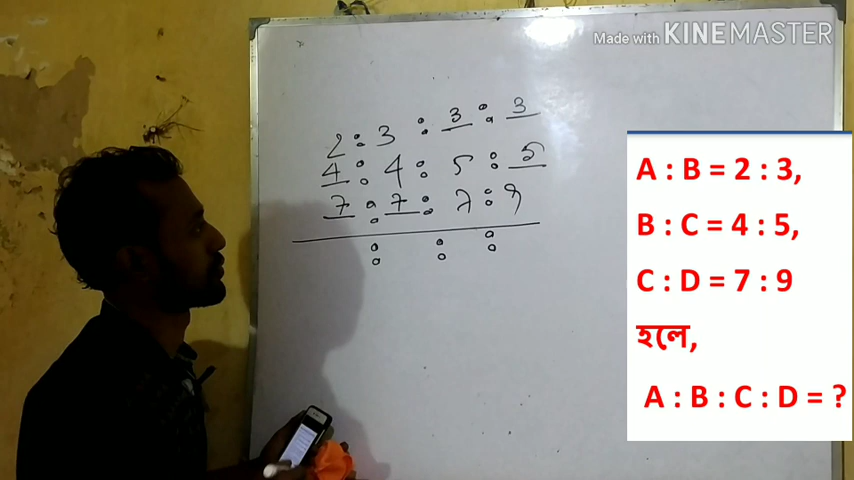 Made with KINEMASTER
2 : 3 : 3 : 3
4 : 4 : 5 : 5
7 : 7 : 7 : 9
: : :
A : B = 2 : 3,
B : C = 4 : 5,
C : D = 7 : 9
হলে,
A : B : C : D = ?